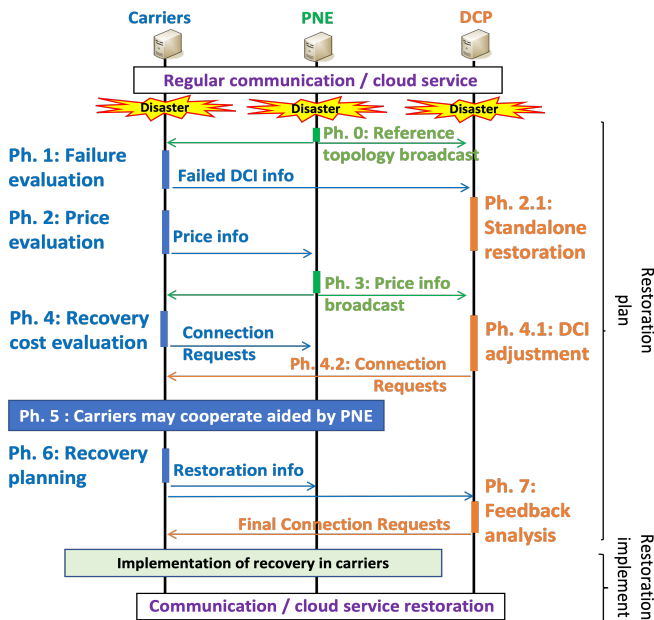 Carriers
PNE
DCP
Regular communication / cloud service
Disaster
Disaster
Disaster
Ph. 0: Reference
topology broadcast
Ph. 1: Failure
evaluation
Failed DCI info
Ph. 2: Price
evaluation
Price info
Ph. 2.1:
Standalone
restoration
Ph. 3: Price info
broadcast
Ph. 4: Recovery
cost evaluation
Connection
Requests
Ph. 4.1: DCI
adjustment
Ph. 4.2: Connection
Requests
Ph. 5 : Carriers may cooperate aided by PNE
Ph. 6: Recovery
planning
Restoration info
Ph. 7:
Feedback
analysis
Final Connection Requests
Restoration
plan
Implementation of recovery in carriers
Restoration
implement
Communication / cloud service restoration